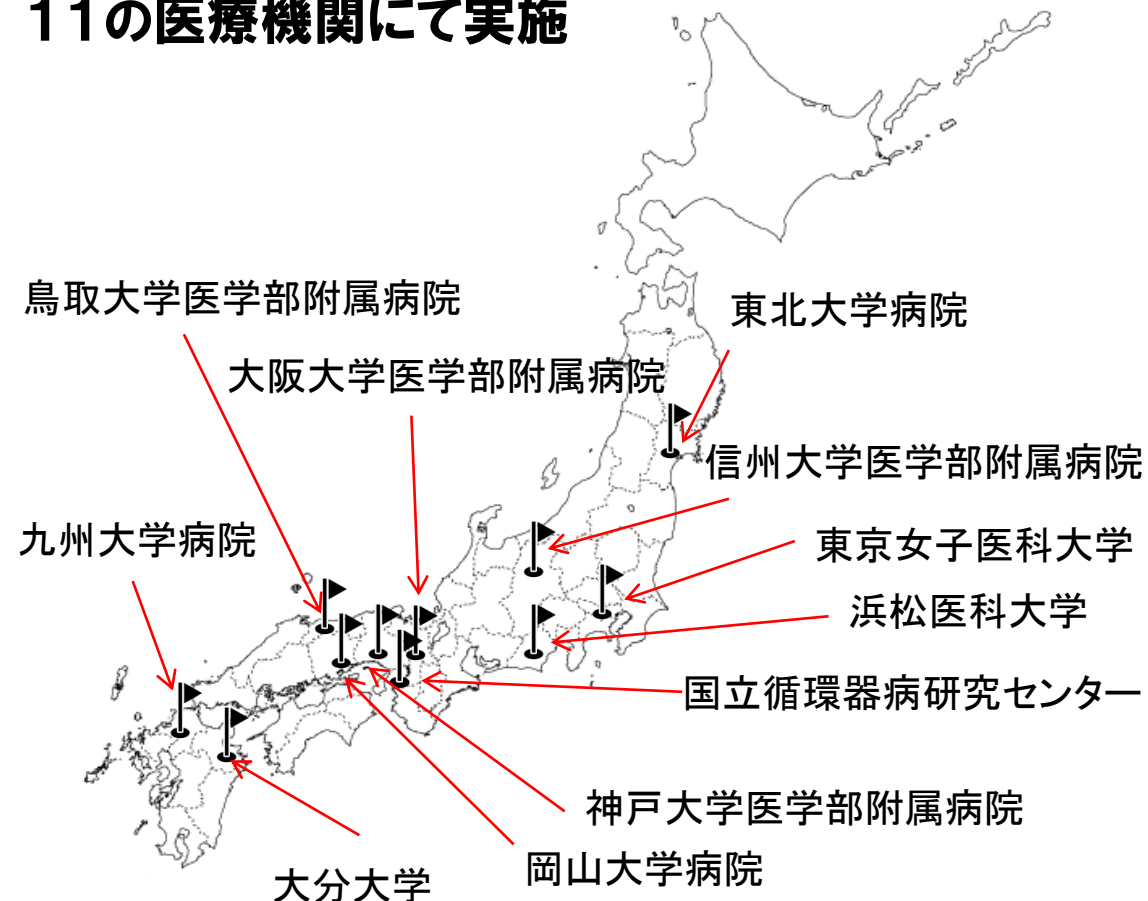 11の医療機関にて実施
鳥取大学医学部附属病院
東北大学病院
大阪大学医学部附属病院
信州大学医学部附属病院
九州大学病院
東京女子医科大学
浜松医科大学
国立循環器病研究センター
神戸大学医学部附属病院
岡山大学病院
大分大学